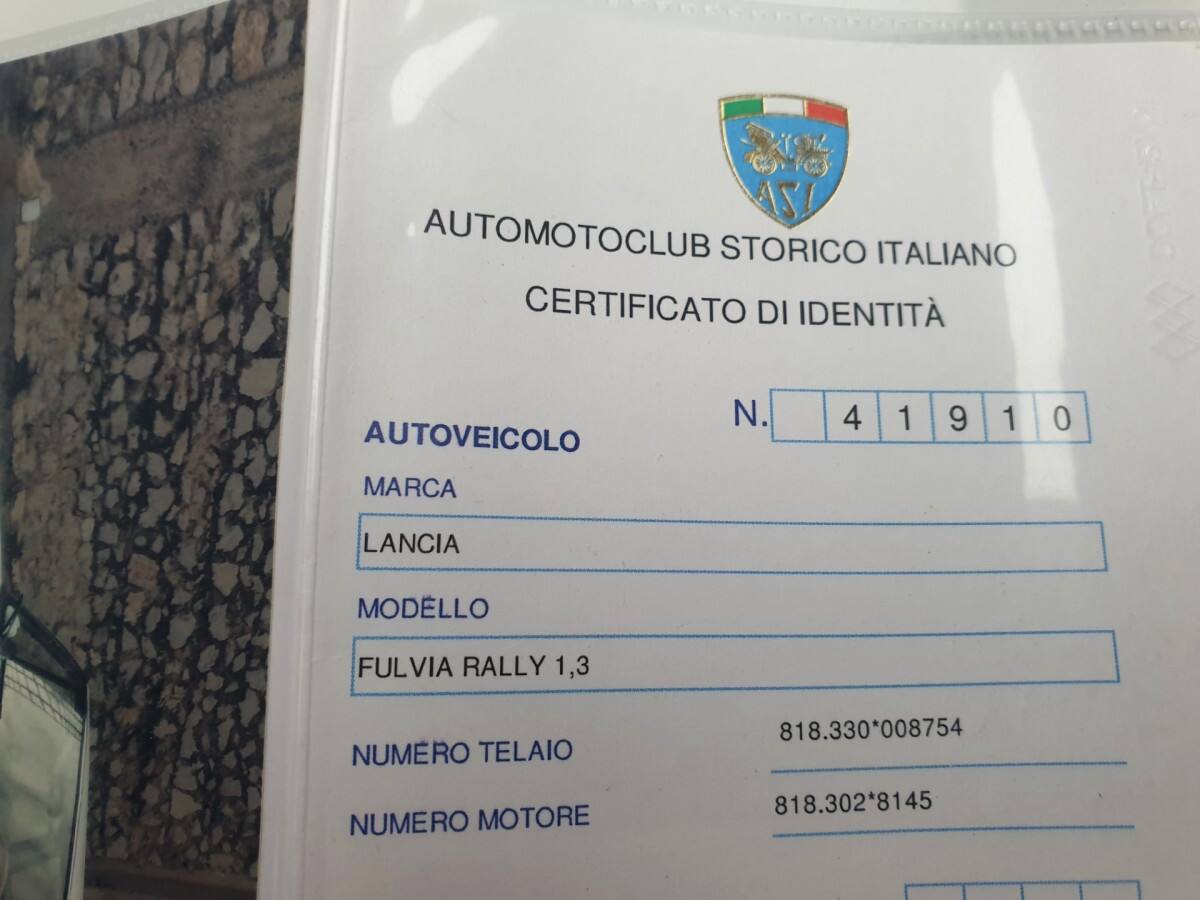 ASI
AUTOMOTOCLUB STORICO ITALIANO
CERTIFICATO DI IDENTITÀ
N. 41910
AUTOVEICOLO
MARCA
LANCIA
MODELLO
FULVIA RALLY 1,3
NUMERO TELAIO 818.330*008754
NUMERO MOTORE 818.302*8145